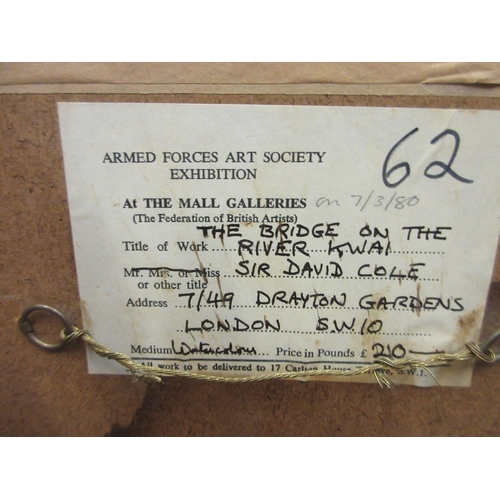 62
ARMED FORCES ART SOCIETY
EXHIBITION
At THE MALL GALLERIES on 7/3/80
(The Federation of British Artists)
THE BRIDGE ON THE
Title of Work RIVER KWAI
Mr. Mrs. or Miss SIR DAVID COLE
or other title
Address 7/49 DRAYTON GARDENS
LONDON SW10
Medium Watercolour Price in Pounds £ 210—
All work to be delivered to 17 Carlton House S.W.1.